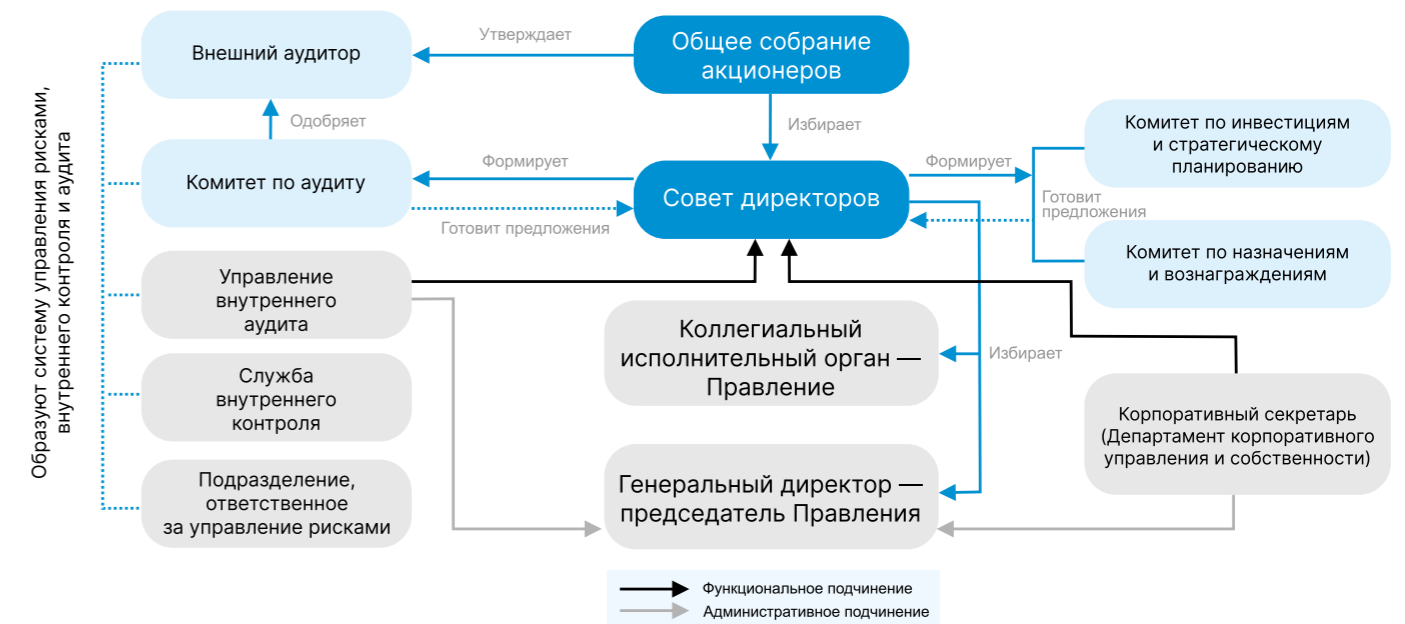 Образуют систему управления рисками,
внутреннего контроля и аудита
Внешний аудитор
Утверждает
Общее собрание
акционеров
Одобряет
Избирает
Комитет по аудиту
Формирует
Готовит предложения
Совет директоров
Формирует
Готовит
предложения
Комитет по инвестициям
и стратегическому
планированию
Комитет по назначениям
и вознаграждениям
Управление
внутреннего
аудита
Коллегиальный
исполнительный орган —
Правление
Избирает
Служба
внутреннего
контроля
Корпоративный секретарь
(Департамент корпоративного
управления и собственности)
Подразделение,
ответственное
за управление рисками
Генеральный директор —
председатель Правления
Функциональное подчинение
Административное подчинение